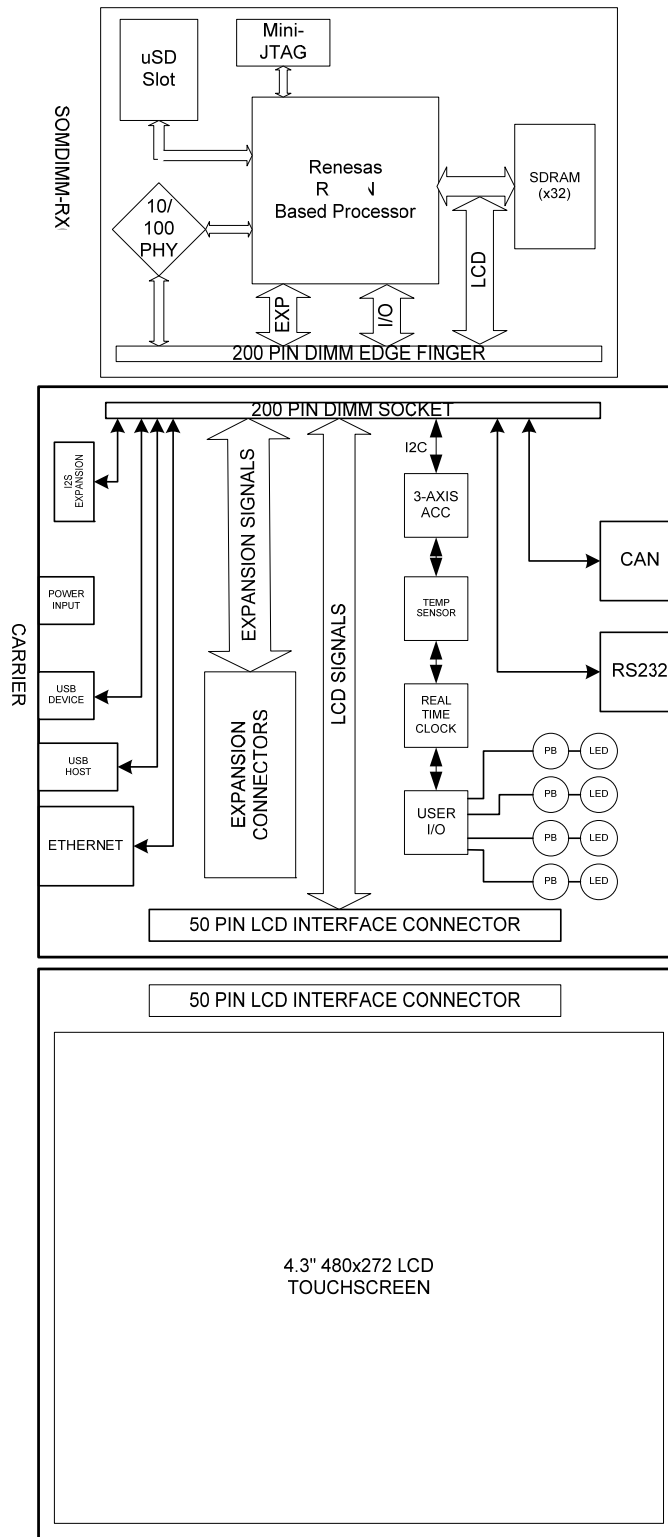 uSD
Slot
Mini-
JTAG
SOMDIMM-RX
Renesas
Based Processor
SDRAM
(x32)
10/
100
PHY
EXP
I/O
LCD
200 PIN DIMM EDGE FINGER
200 PIN DIMM SOCKET
I2S
EXPANSION
EXPANSION SIGNALS
LCD SIGNALS
I2C
3-AXIS
ACC
CAN
POWER
INPUT
TEMP
SENSOR
CARRIER
RS232
USB
DEVICE
EXPANSION
CONNECTORS
REAL
TIME
CLOCK
USB
HOST
PB
LED
PB
LED
USER
I/O
ETHERNET
PB
LED
PB
LED
50 PIN LCD INTERFACE CONNECTOR
50 PIN LCD INTERFACE CONNECTOR
4.3" 480x272 LCD
TOUCHSCREEN